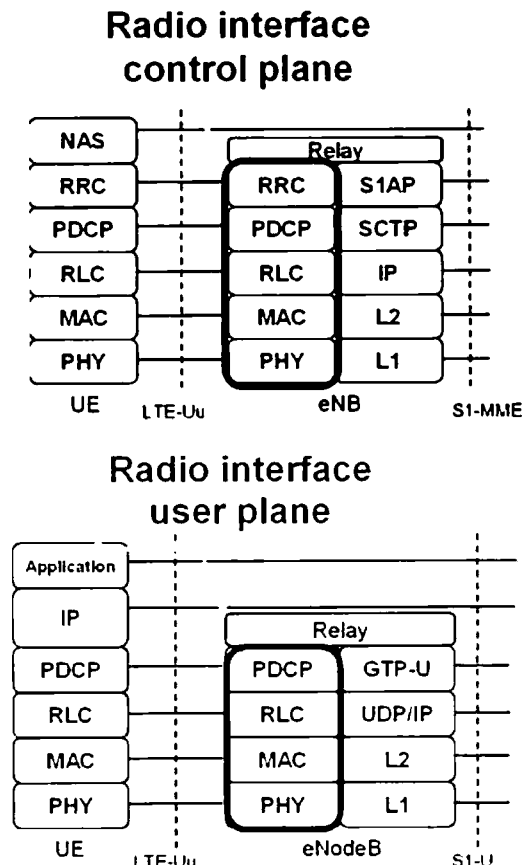 Radio interface
control plane
NAS
Relay
RRC RRC S1AP
PDCP PDCP SCTP
RLC RLC IP
MAC MAC L2
PHY PHY L1
UE LTE-Uu eNB S1-MME
Radio interface
user plane
Application
IP
Relay
PDCP PDCP GTP-U
RLC RLC UDP/IP
MAC MAC L2
PHY PHY L1
UE LTE-Uu eNodeB S1-U